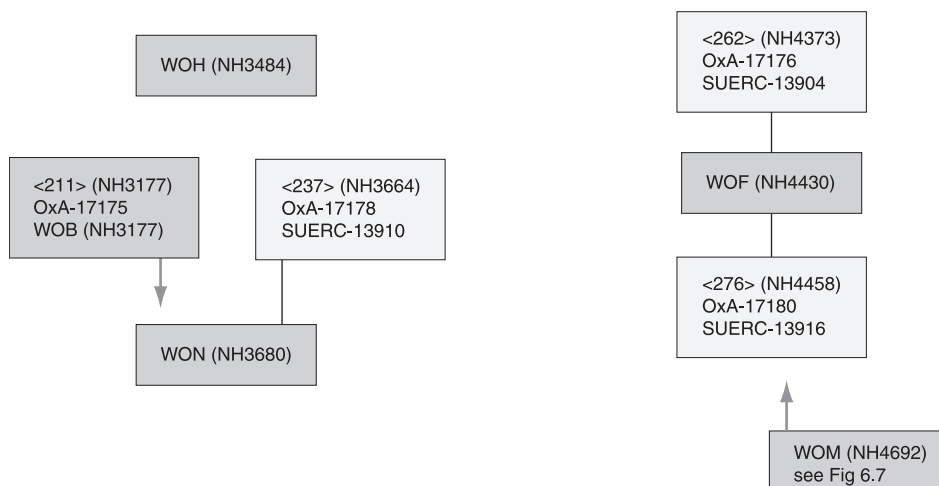 WOH (NH3484)
<211> (NH3177)
OxA-17175
WOB (NH3177)
<237> (NH3664)
OxA-17178
SUERC-13910
WON (NH3680)
<262> (NH4373)
OxA-17176
SUERC-13904
WOF (NH4430)
<276> (NH4458)
OxA-17180
SUERC-13916
WOM (NH4692)
see Fig 6.7